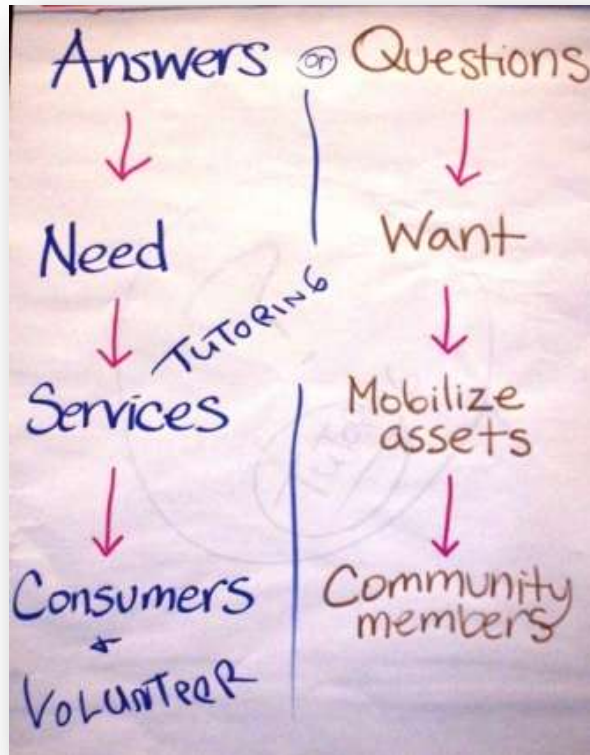 Answers or Questions
Need
Want
TUTORING
Services
Mobilize
assets
Consumers
+
VOLUNTEER
Community
members